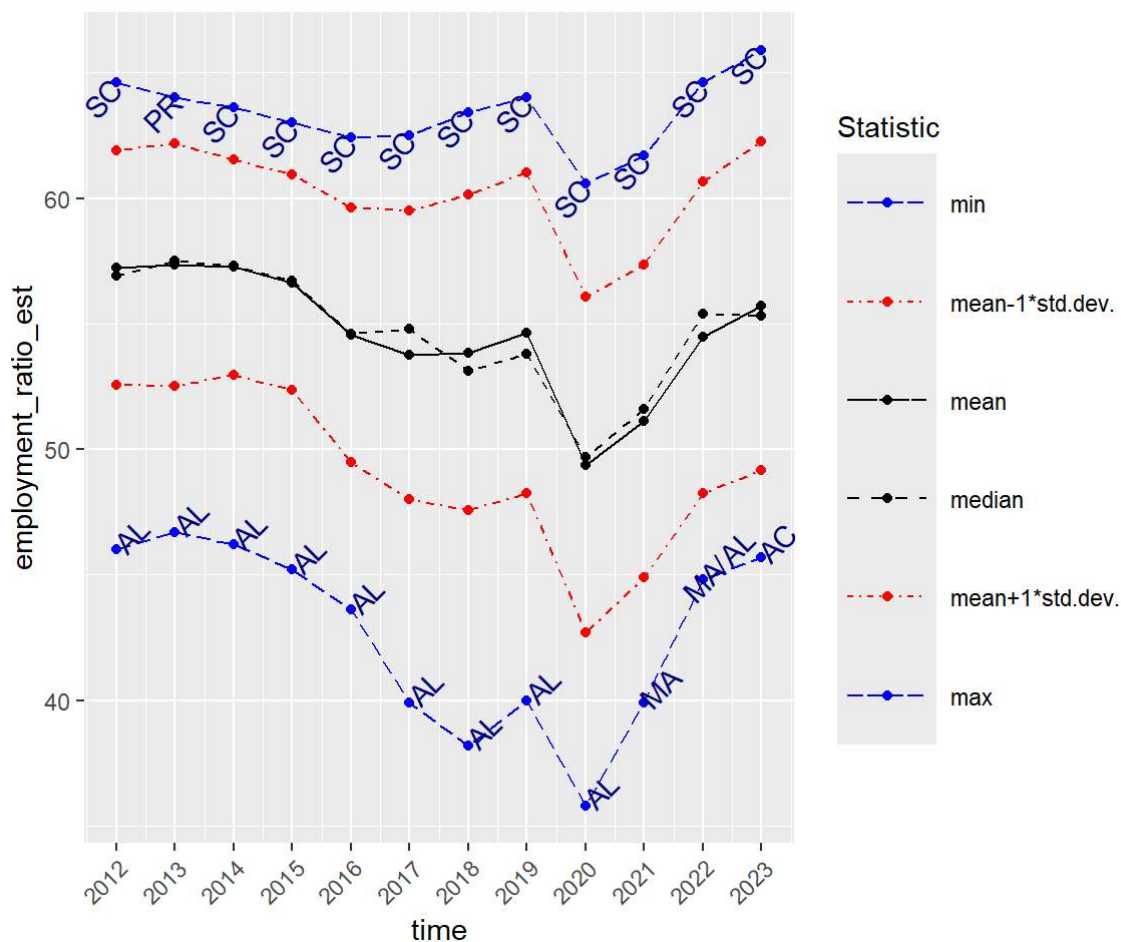 employment_ratio_est
60
50
40
SC
PR
SC
SC
SC
SC
SC
SC
SC
SC
SC
SC
AL
AL
AL
AL
AL
AL
AL
AL
AL
MA
MA/AL
AC
2012
2013
2014
2015
2016
2017
2018
2019
2020
2021
2022
2023
time
Statistic
min
mean-1*std.dev.
mean
median
mean+1*std.dev.
max